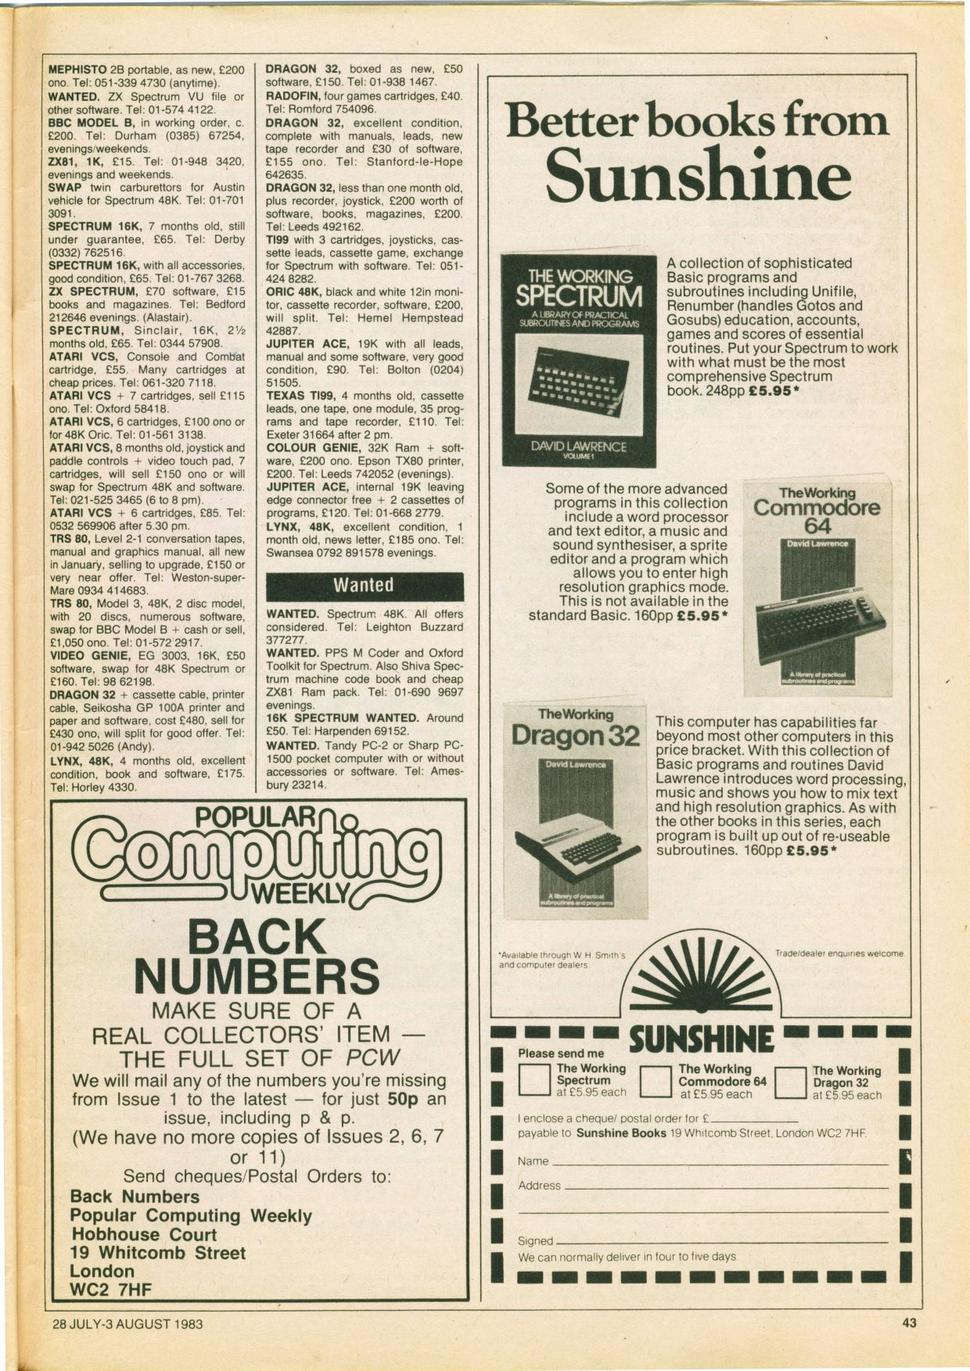 MEPHISTO 2B portable, as new, £200
ono. Tel: 051-339 4730 (anytime).
WANTED. ZX Spectrum VU file or
other software. Tel: 01-574 4122.
BBC MODEL B, in working order, c.
£200. Tel: Durham (0385) 67254,
evenings/weekends.
ZX81, 1K, £15. Tel: 01-948 3420,
evenings and weekends.
SWAP twin carburettors for Austin
vehicle for Spectrum 48K. Tel: 01-701
3091.
SPECTRUM 16K, 7 months old, still
under guarantee, £65. Tel: Derby
(0332) 762516.
SPECTRUM 16K, with all accessories,
good condition, £65. Tel: 01-767 3268.
ZX SPECTRUM, £70 software, £15
books and magazines. Tel: Bedford
212646 evenings. (Alastair).
SPECTRUM, Sinclair, 16K, 2½
months old, £65. Tel: 0344 57908.
ATARI VCS, Console and Combat
cartridge, £55. Many cartridges at
cheap prices. Tel: 061-320 7118.
ATARI VCS + 7 cartridges, sell £115
ono. Tel: Oxford 58418.
ATARI VCS, 6 cartridges, £100 ono or
for 48K Oric. Tel: 01-561 3138.
ATARI VCS, 8 months old, joystick and
paddle controls + video touch pad, 7
cartridges, will sell £150 ono or will
swap for Spectrum 48K and software.
Tel: 021-525 3465 (6 to 8 pm).
ATARI VCS + 6 cartridges, £85. Tel:
0532 569906 after 5.30 pm.
TRS 80, Level 2-1 conversation tapes,
manual and graphics manual, all new
in January, selling to upgrade, £150 or
very near offer. Tel: Weston-super-
Mare 0934 414683.
TRS 80, Model 3, 48K, 2 disc model,
with 20 discs, numerous software,
swap for BBC Model B + cash or sell,
£1,050 ono. Tel: 01-572 2917.
VIDEO GENIE, EG 3003, 16K, £50
software, swap for 48K Spectrum or
£160. Tel: 98 62198.
DRAGON 32 + cassette cable, printer
cable, Seikosha GP 100A printer and
paper and software, cost £480, sell for
£430 ono, will split for good offer. Tel:
01-942 5026 (Andy).
LYNX, 48K, 4 months old, excellent
condition, book and software, £175.
Tel: Horley 4330.
DRAGON 32, boxed as new, £50
software, £150. Tel: 01-938 1467.
RADOFIN, four games cartridges, £40.
Tel: Romford 754096.
DRAGON 32, excellent condition,
complete with manuals, leads, new
tape recorder and £30 of software,
£155 ono. Tel: Stanford-le-Hope
642635.
DRAGON 32, less than one month old,
plus recorder, joystick, £200 worth of
software, books, magazines, £200.
Tel: Leeds 492162.
TI99 with 3 cartridges, joysticks, cas-
sette leads, cassette game, exchange
for Spectrum with software. Tel: 051-
424 8282.
ORIC 48K, black and white 12in moni-
tor, cassette recorder, software, £200,
will split. Tel: Hemel Hempstead
42887.
JUPITER ACE, 19K with all leads,
manual and some software, very good
condition, £90. Tel: Bolton (0204)
51505.
TEXAS TI99, 4 months old, cassette
leads, one tape, one module, 35 prog-
rams and tape recorder, £110. Tel:
Exeter 31664 after 2 pm.
COLOUR GENIE, 32K Ram + soft-
ware, £200 ono. Epson TX80 printer,
£200. Tel: Leeds 742052 (evenings).
JUPITER ACE, internal 19K leaving
edge connector free + 2 cassettes of
programs, £120. Tel: 01-668 2779.
LYNX, 48K, excellent condition, 1
month old, news letter, £185 ono. Tel:
Swansea 0792 891578 evenings.
Wanted
WANTED. Spectrum 48K. All offers
considered. Tel: Leighton Buzzard
377277.
WANTED. PPS M Coder and Oxford
Toolkit for Spectrum. Also Shiva Spec-
trum machine code book and cheap
ZX81 Ram pack. Tel: 01-690 9697
evenings.
16K SPECTRUM WANTED. Around
£50. Tel: Harpenden 69152.
WANTED. Tandy PC-2 or Sharp PC-
1500 pocket computer with or without
accessories or software. Tel: Ames-
bury 23214.
POPULAR
Computing
WEEKLY
BACK
NUMBERS
MAKE SURE OF A
REAL COLLECTORS' ITEM —
THE FULL SET OF PCW
We will mail any of the numbers you're missing
from Issue 1 to the latest — for just 50p an
issue, including p & p.
(We have no more copies of Issues 2, 6, 7
or 11)
Send cheques/Postal Orders to:
Back Numbers
Popular Computing Weekly
Hobhouse Court
19 Whitcomb Street
London
WC2 7HF
Better books from
Sunshine
THE WORKING
SPECTRUM
A LIBRARY OF PRACTICAL
SUBROUTINES AND PROGRAMS
DAVID LAWRENCE
VOLUME 1
A collection of sophisticated
Basic programs and
subroutines including Unifile,
Renumber (handles Gotos and
Gosubs) education, accounts,
games and scores of essential
routines. Put your Spectrum to work
with what must be the most
comprehensive Spectrum
book. 248pp £5.95*
Some of the more advanced
programs in this collection
include a word processor
and text editor, a music and
sound synthesiser, a sprite
editor and a program which
allows you to enter high
resolution graphics mode.
This is not available in the
standard Basic. 160pp £5.95*
The Working
Commodore
64
David Lawrence
A library of practical
subroutines and programs
The Working
Dragon 32
David Lawrence
A library of practical
subroutines and programs
This computer has capabilities far
beyond most other computers in this
price bracket. With this collection of
Basic programs and routines David
Lawrence introduces word processing,
music and shows you how to mix text
and high resolution graphics. As with
the other books in this series, each
program is built up out of re-useable
subroutines. 160pp £5.95*
*Available through W. H. Smith's
and computer dealers.
Trade/dealer enquiries welcome.
SUNSHINE
Please send me
The Working
Spectrum
at £5.95 each
The Working
Commodore 64
at £5.95 each
The Working
Dragon 32
at £5.95 each
I enclose a cheque/ postal order for £
payable to Sunshine Books 19 Whitcomb Street, London WC2 7HF.
Name
Address
Signed
We can normally deliver in four to five days
28 JULY-3 AUGUST 1983
43